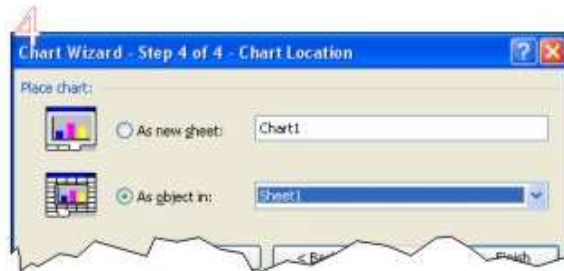 4
Chart Wizard - Step 4 of 4 - Chart Location
Place chart:
As new sheet: Chart1
As object in: Sheet1
< Finish